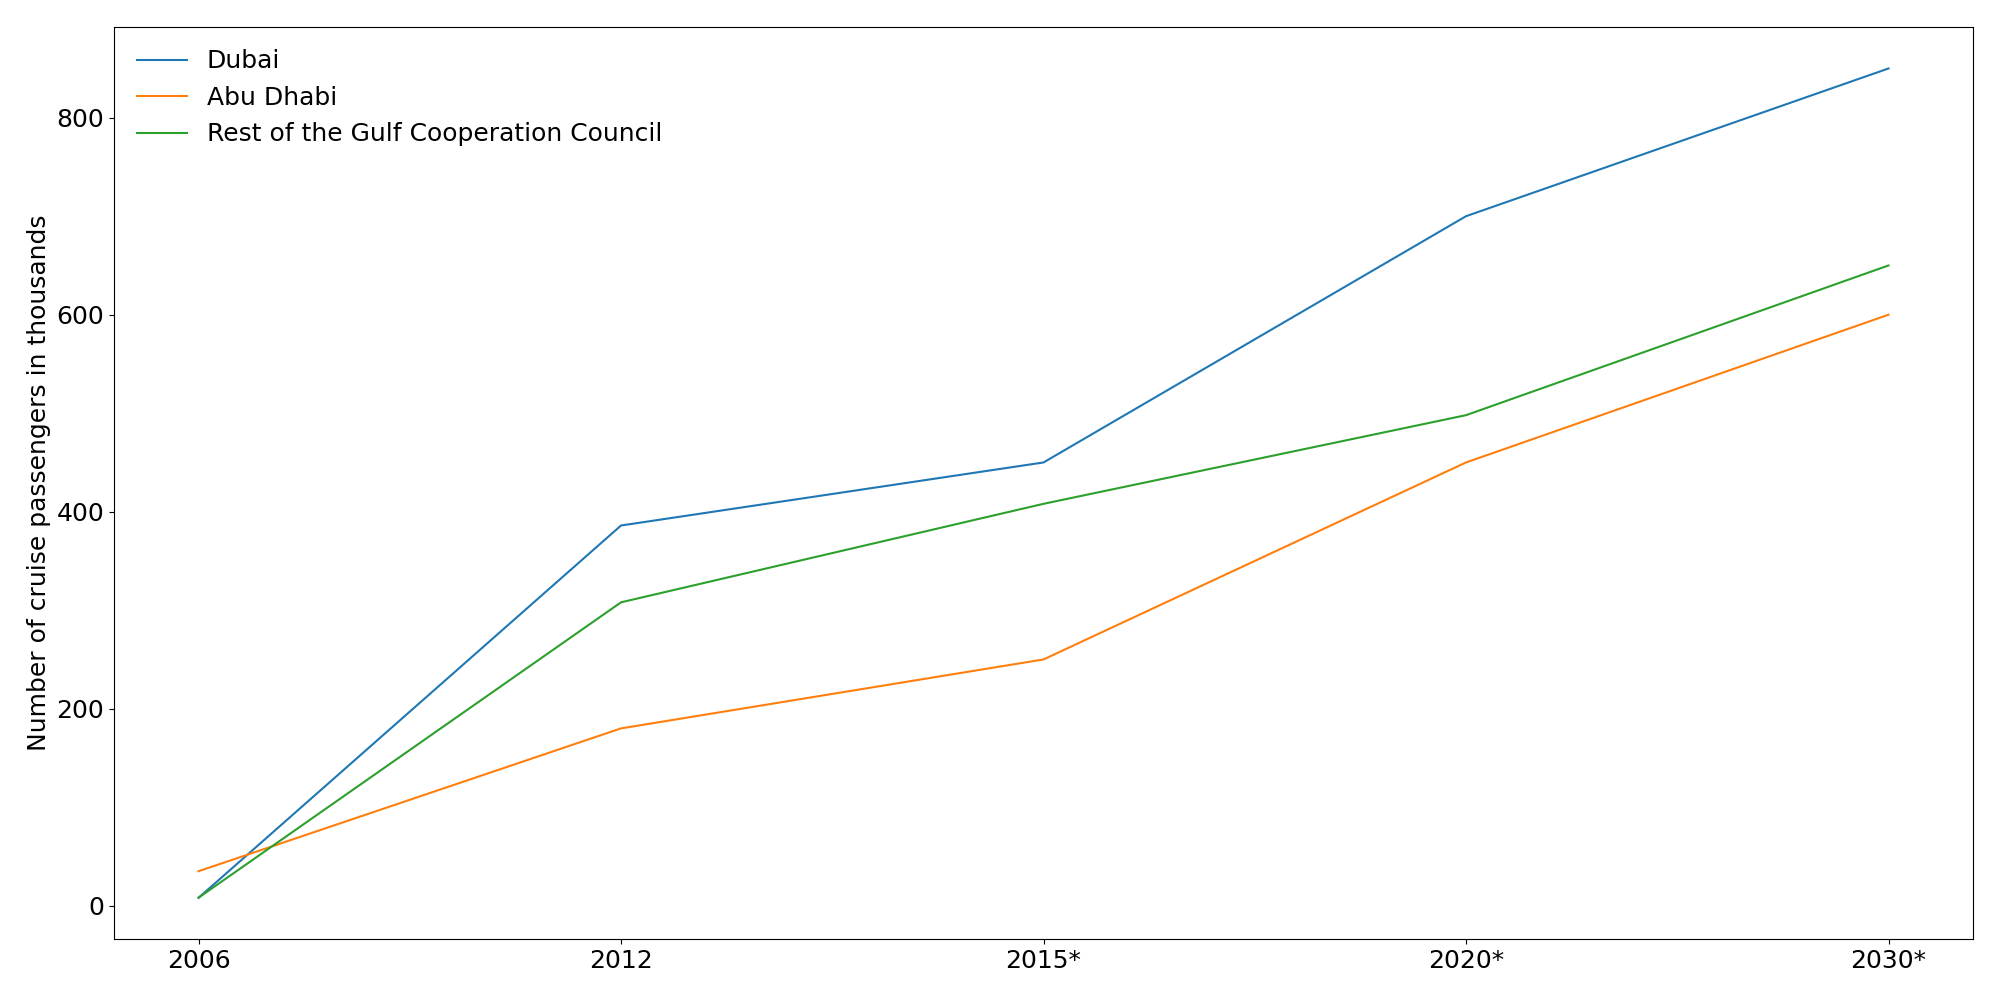 Dubai
Abu Dhabi
Rest of the Gulf Cooperation Council
Number of cruise passengers in thousands
800
600
400
200
0
2006 2012 2015* 2020* 2030*